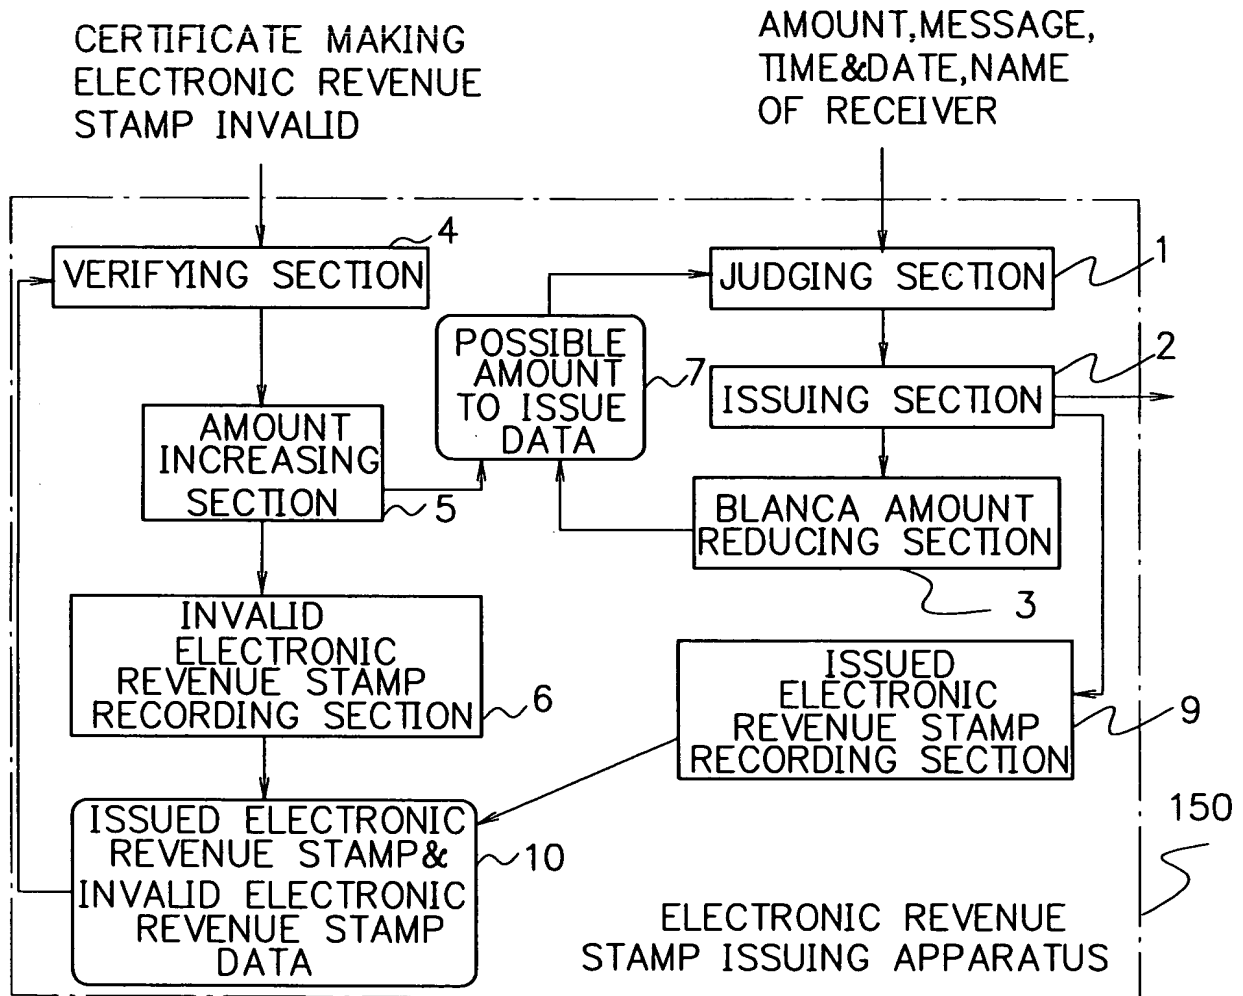 CERTIFICATE MAKING
ELECTRONIC REVENUE
STAMP INVALID
AMOUNT,MESSAGE,
TIME&DATE,NAME
OF RECEIVER
4
VERIFYING SECTION
JUDGING SECTION
1
POSSIBLE
AMOUNT
TO ISSUE
DATA
7
2
ISSUING SECTION
AMOUNT
INCREASING
SECTION
5
BLANCA AMOUNT
REDUCING SECTION
3
INVALID
ELECTRONIC
REVENUE STAMP
RECORDING SECTION
6
ISSUED
ELECTRONIC
REVENUE STAMP
RECORDING SECTION
9
ISSUED ELECTRONIC
REVENUE STAMP&
INVALID ELECTRONIC
REVENUE STAMP
DATA
10
150
ELECTRONIC REVENUE
STAMP ISSUING APPARATUS